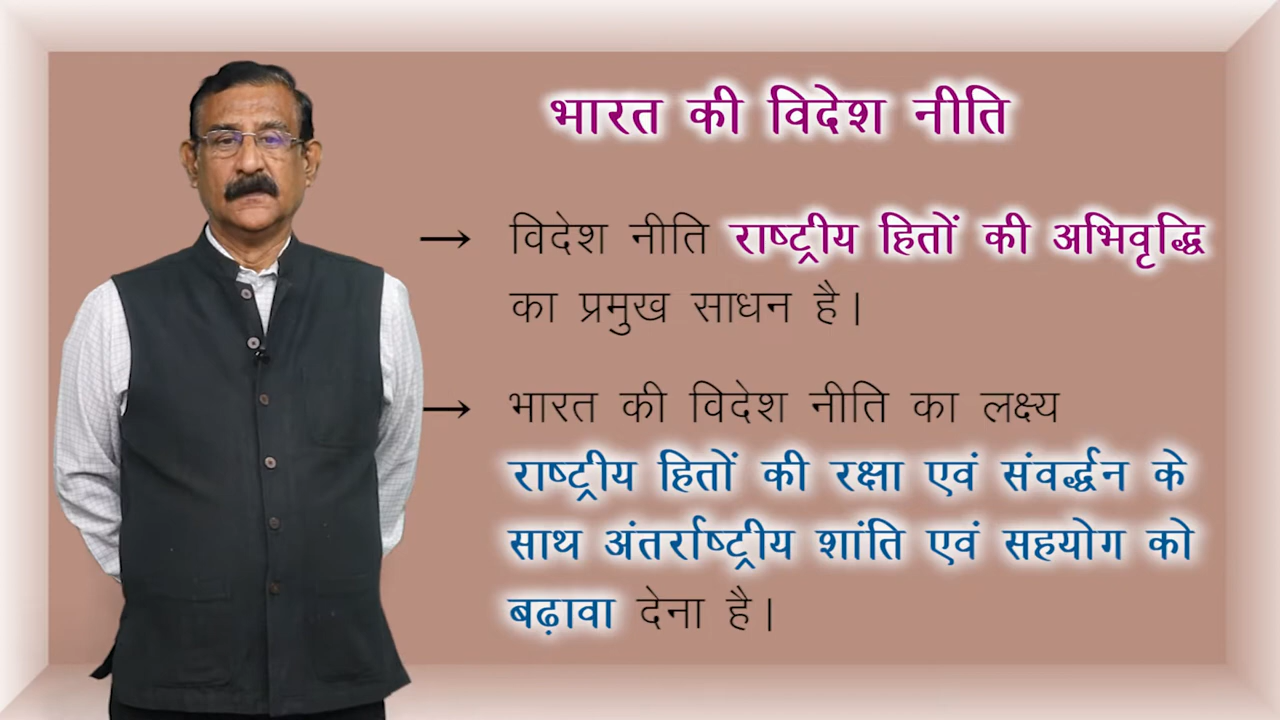 भारत की विदेश नीति
→ विदेश नीति राष्ट्रीय हितों की अभिवृद्धि
का प्रमुख साधन है।
→ भारत की विदेश नीति का लक्ष्य
राष्ट्रीय हितों की रक्षा एवं संवर्द्धन के
साथ अंतर्राष्ट्रीय शांति एवं सहयोग को
बढ़ावा देना है।